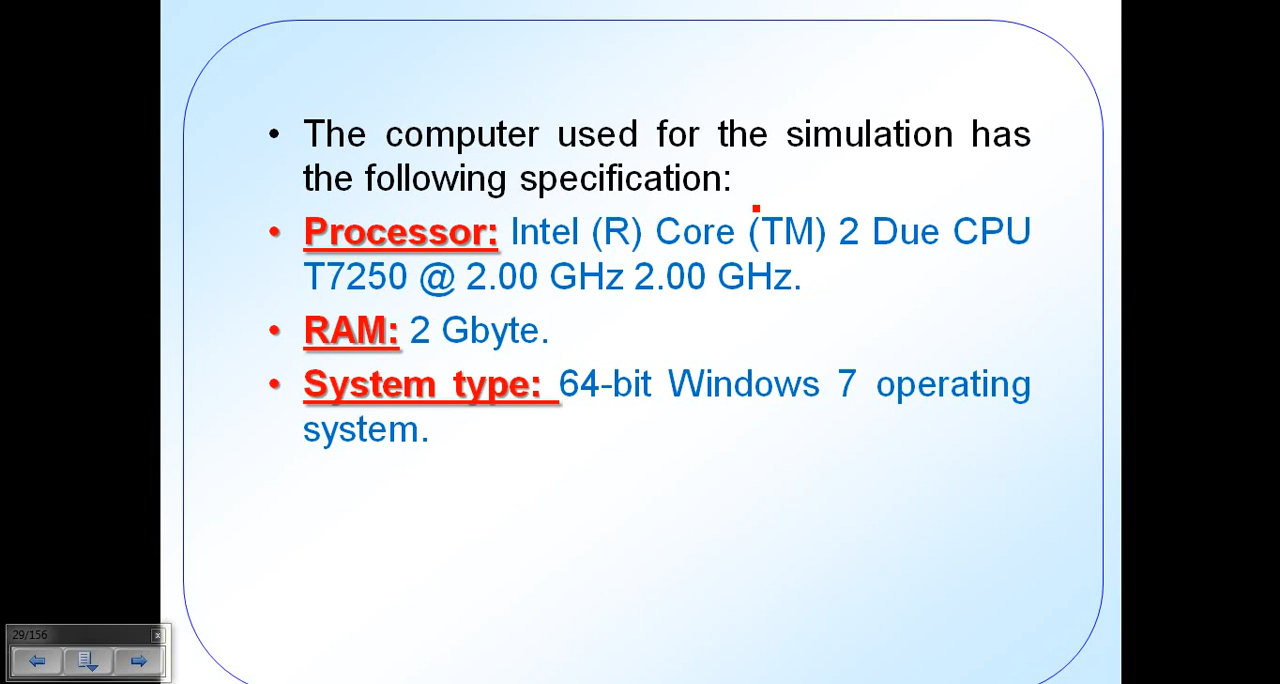 • The computer used for the simulation has
the following specification:
• Processor: Intel (R) Core (TM) 2 Due CPU
T7250 @ 2.00 GHz 2.00 GHz.
• RAM: 2 Gbyte.
• System type: 64-bit Windows 7 operating
system.
29/156